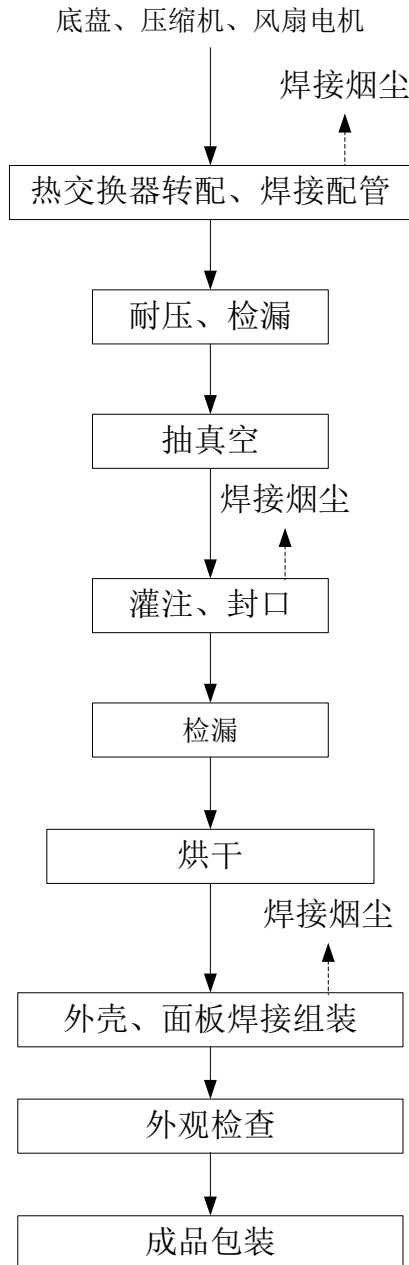 底盘、压缩机、风扇电机
焊接烟尘
热交换器转配、焊接配管
耐压、检漏
抽真空
焊接烟尘
灌注、封口
检漏
烘干
焊接烟尘
外壳、面板焊接组装
外观检查
成品包装